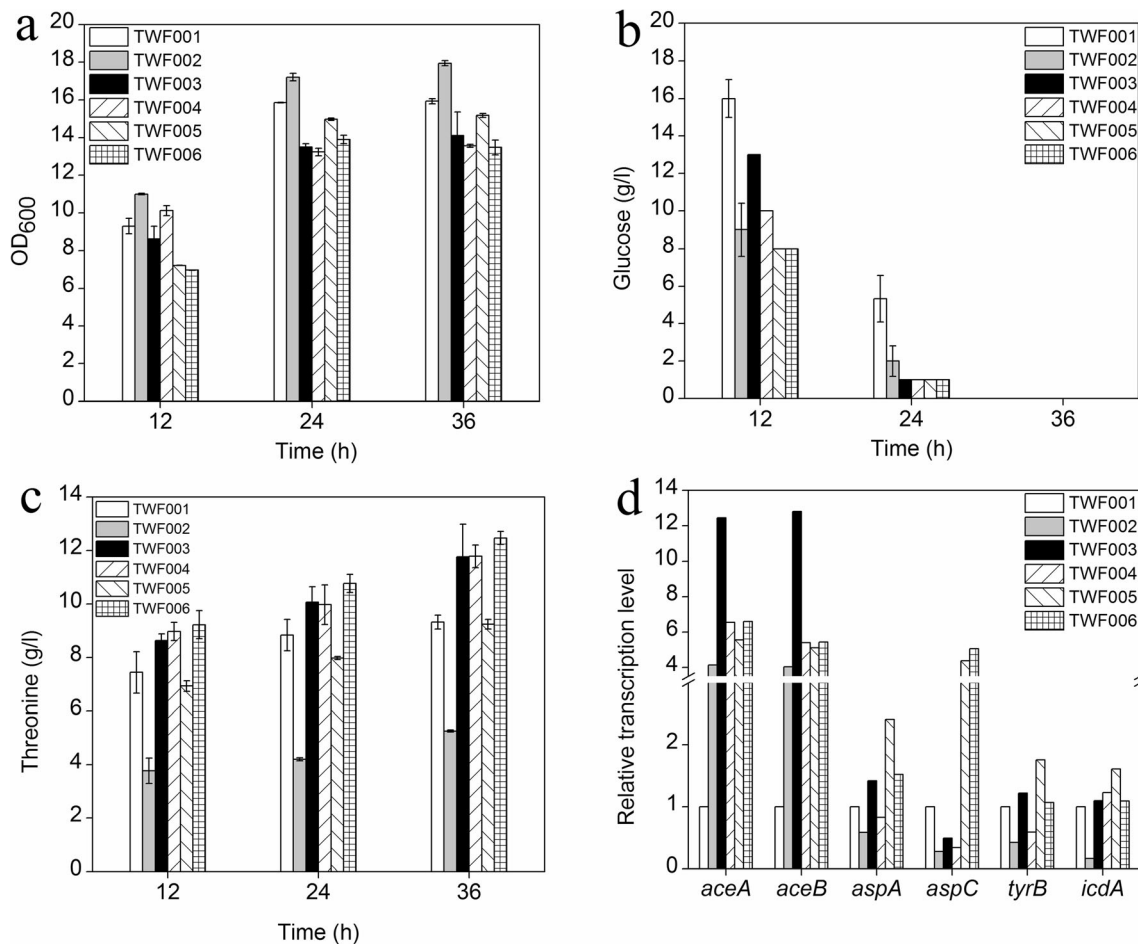 a
20
18
16
14
12
10
8
6
4
2
0
OD600
TWF001
TWF002
TWF003
TWF004
TWF005
TWF006
12 24 36
Time (h)
b
20
18
16
14
12
10
8
6
4
2
0
Glucose (g/l)
TWF001
TWF002
TWF003
TWF004
TWF005
TWF006
12 24 36
Time (h)
c
14
12
10
8
6
4
2
0
Threonine (g/l)
TWF001
TWF002
TWF003
TWF004
TWF005
TWF006
12 24 36
Time (h)
d
14
12
10
8
6
4
2
1
0
Relative transcription level
TWF001
TWF002
TWF003
TWF004
TWF005
TWF006
aceA aceB aspA aspC tyrB icdA